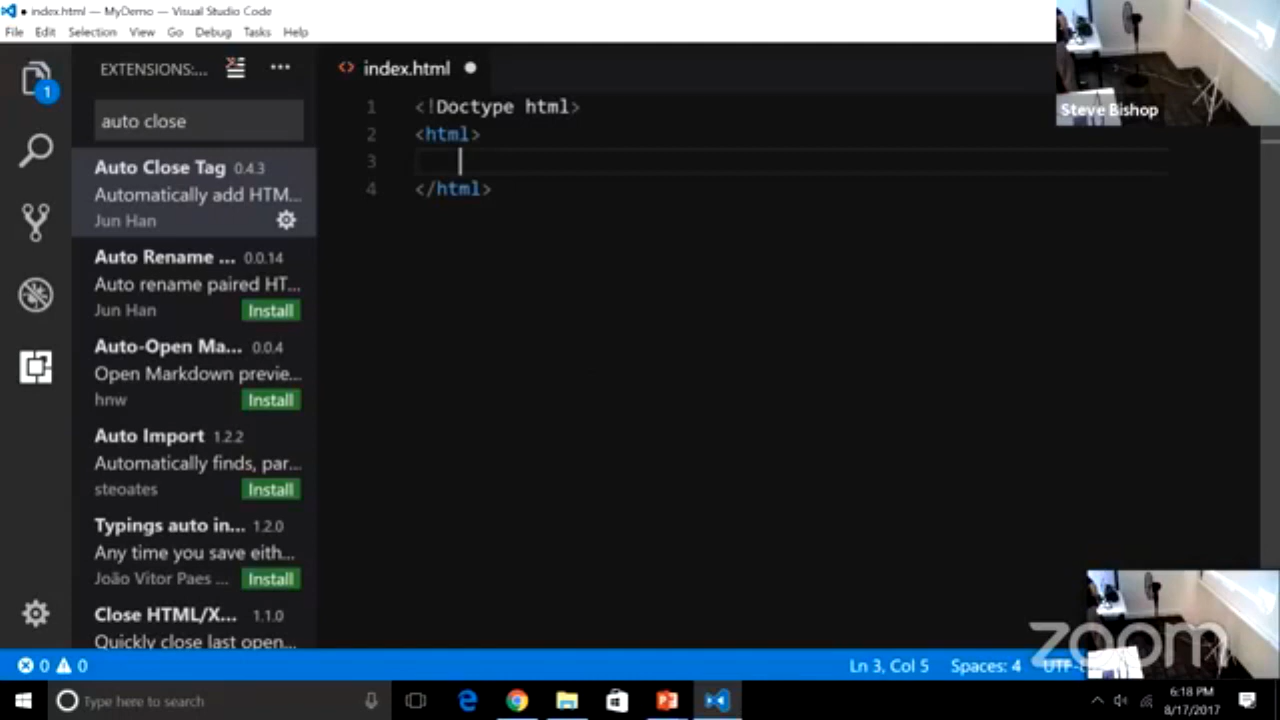 index.html — MyDemo — Visual Studio Code
File Edit Selection View Go Debug Tasks Help
Steve Bishop
EXTENSIONS:...
1
auto close
Auto Close Tag 0.4.3
Automatically add HTM...
Jun Han
Auto Rename ... 0.0.14
Auto rename paired HT...
Jun Han Install
Auto-Open Ma... 0.0.4
Open Markdown previe...
hnw Install
Auto Import 1.2.2
Automatically finds, par...
steoates Install
Typings auto in... 1.2.0
Any time you save eith...
João Vitor Paes ... Install
Close HTML/X... 1.1.0
Quickly close last open...
index.html
1 <!Doctype html>
2 <html>
3
4 </html>
zoom
0 0 Ln 3, Col 5 Spaces: 4
Type here to search
6:18 PM
8/17/2017